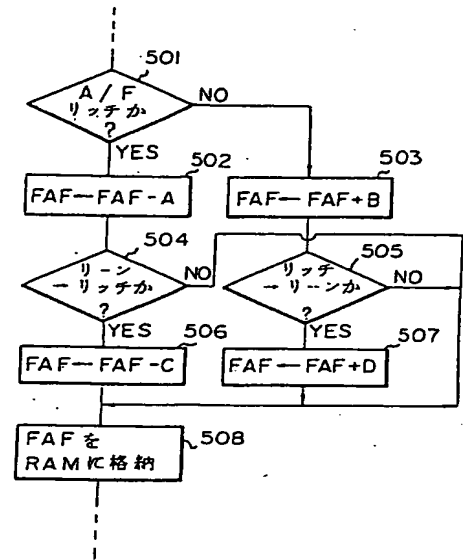 501
A / F
リッチか
?
NO
YES
502
FAF←FAF-A
503
FAF←FAF+B
504
リーン
→リッチか
?
NO
YES
505
リッチ
→リーンか
?
NO
YES
506
FAF←FAF-C
507
FAF←FAF+D
508
FAFを
RAMに格納